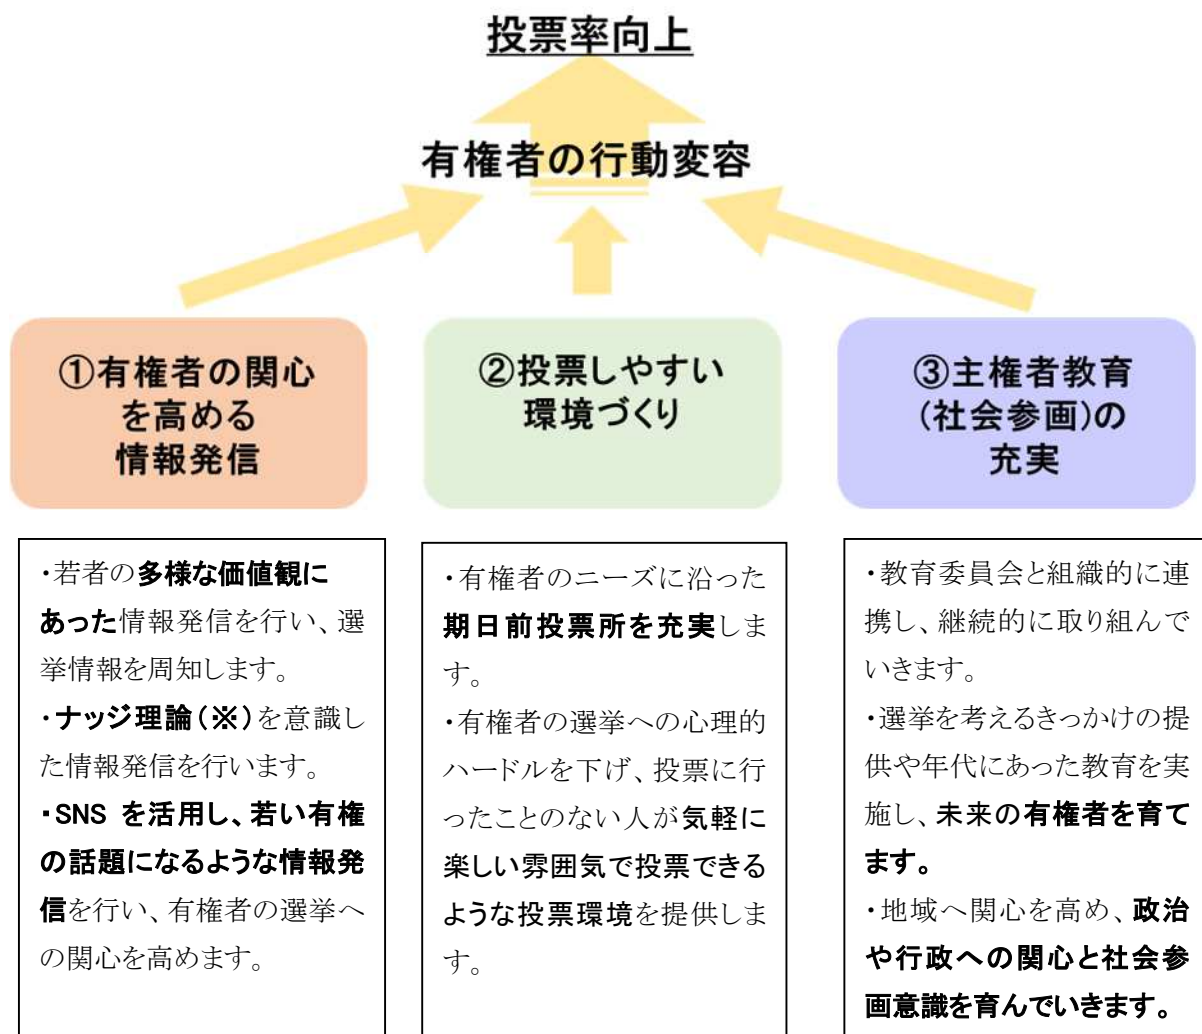 投票率向上
有権者の行動変容
①有権者の関心
を高める
情報発信
②投票しやすい
環境づくり
③主権者教育
(社会参画)の
充実
・若者の多様な価値観に
あった情報発信を行い、選
挙情報を周知します。
・ナッジ理論(※)を意識し
た情報発信を行います。
・SNS を活用し、若い有権
の話題になるような情報発
信を行い、有権者の選挙へ
の関心を高めます。
・有権者のニーズに沿った
期日前投票所を充実しま
す。
・有権者の選挙への心理的
ハードルを下げ、投票に行
ったことのない人が気軽に
楽しい雰囲気で投票できる
ような投票環境を提供しま
す。
・教育委員会と組織的に連
携し、継続的に取り組んで
いきます。
・選挙を考えるきっかけの提
供や年代にあった教育を実
施し、未来の有権者を育て
ます。
・地域へ関心を高め、政治
や行政への関心と社会参
画意識を育んでいきます。